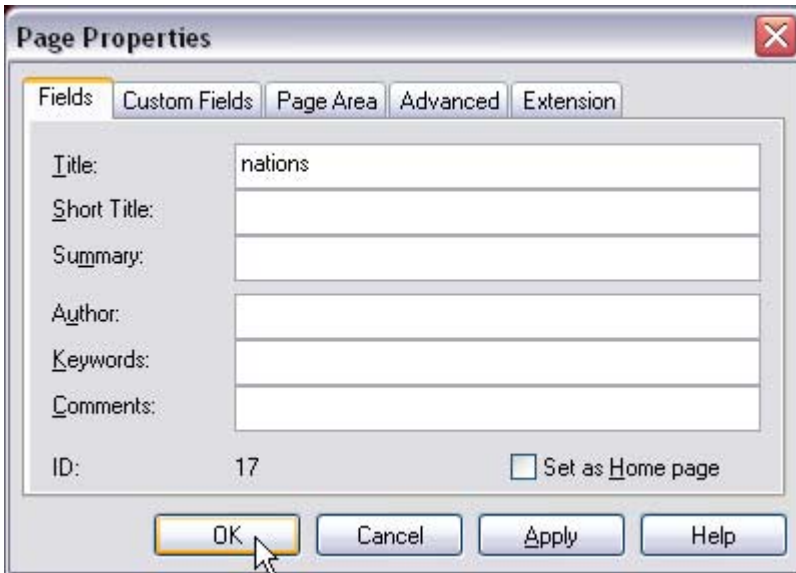 Page Properties
Fields Custom Fields Page Area Advanced Extension
Title: nations
Short Title:
Summary:
Author:
Keywords:
Comments:
ID: 17 Set as Home page
OK Cancel Apply Help